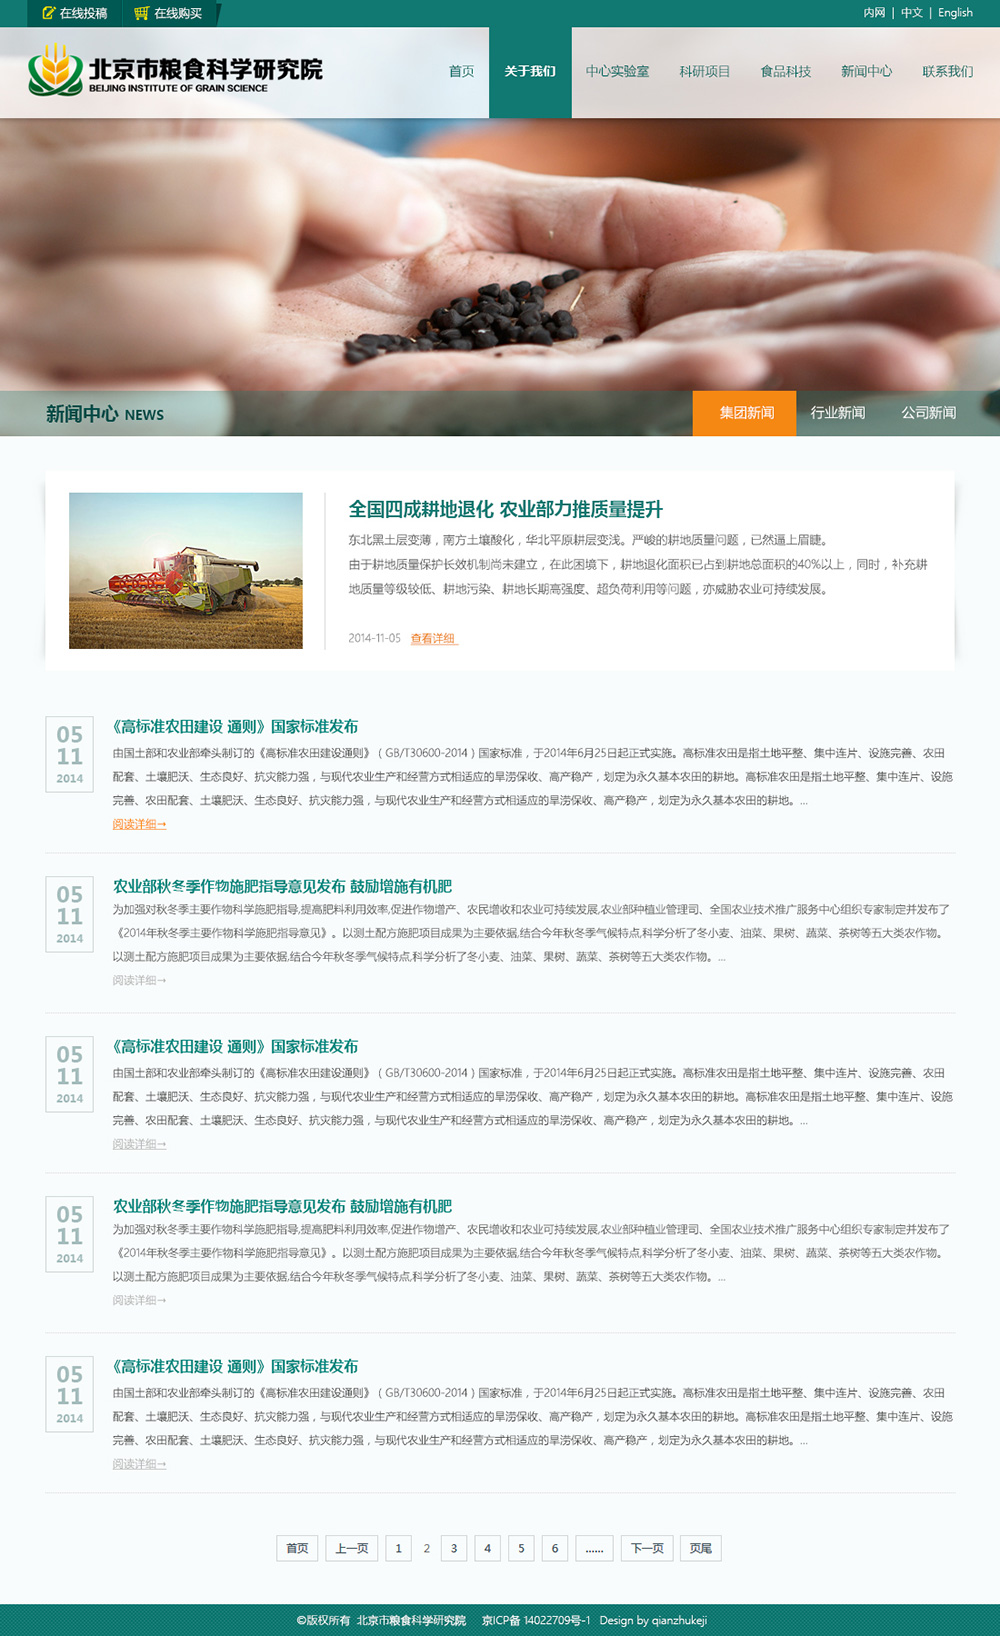 在线投稿 在线购买 内网 | 中文 | English
北京市粮食科学研究院
BEIJING INSTITUTE OF GRAIN SCIENCE
首页 关于我们 中心实验室 科研项目 食品科技 新闻中心 联系我们
新闻中心 NEWS 集团新闻 行业新闻 公司新闻
全国四成耕地退化 农业部力推质量提升
东北黑土层变薄，南方土壤酸化，华北平原耕层变浅。严峻的耕地质量问题，已然逼上眉睫。
由于耕地质量保护长效机制尚未建立，在此困境下，耕地退化面积已占到耕地总面积的40%以上，同时，补充耕
地质量等级较低、耕地污染、耕地长期高强度、超负荷利用等问题，亦威胁农业可持续发展。
2014-11-05 查看详细
05
11
2014
《高标准农田建设 通则》国家标准发布
由国土部和农业部牵头制订的《高标准农田建设通则》（GB/T30600-2014）国家标准，于2014年6月25日起正式实施。高标准农田是指土地平整、集中连片、设施完善、农田
配套、土壤肥沃、生态良好、抗灾能力强，与现代农业生产和经营方式相适应的旱涝保收、高产稳产，划定为永久基本农田的耕地。高标准农田是指土地平整、集中连片、设施
完善、农田配套、土壤肥沃、生态良好、抗灾能力强，与现代农业生产和经营方式相适应的旱涝保收、高产稳产，划定为永久基本农田的耕地。...
阅读详细→
05
11
2014
农业部秋冬季作物施肥指导意见发布 鼓励增施有机肥
为加强对秋冬季主要作物科学施肥指导,提高肥料利用效率,促进作物增产、农民增收和农业可持续发展,农业部种植业管理司、全国农业技术推广服务中心组织专家制定并发布了
《2014年秋冬季主要作物科学施肥指导意见》。以测土配方施肥项目成果为主要依据,结合今年秋冬季气候特点,科学分析了冬小麦、油菜、果树、蔬菜、茶树等五大类农作物。
以测土配方施肥项目成果为主要依据,结合今年秋冬季气候特点,科学分析了冬小麦、油菜、果树、蔬菜、茶树等五大类农作物。...
阅读详细→
05
11
2014
《高标准农田建设 通则》国家标准发布
由国土部和农业部牵头制订的《高标准农田建设通则》（GB/T30600-2014）国家标准，于2014年6月25日起正式实施。高标准农田是指土地平整、集中连片、设施完善、农田
配套、土壤肥沃、生态良好、抗灾能力强，与现代农业生产和经营方式相适应的旱涝保收、高产稳产，划定为永久基本农田的耕地。高标准农田是指土地平整、集中连片、设施
完善、农田配套、土壤肥沃、生态良好、抗灾能力强，与现代农业生产和经营方式相适应的旱涝保收、高产稳产，划定为永久基本农田的耕地。...
阅读详细→
05
11
2014
农业部秋冬季作物施肥指导意见发布 鼓励增施有机肥
为加强对秋冬季主要作物科学施肥指导,提高肥料利用效率,促进作物增产、农民增收和农业可持续发展,农业部种植业管理司、全国农业技术推广服务中心组织专家制定并发布了
《2014年秋冬季主要作物科学施肥指导意见》。以测土配方施肥项目成果为主要依据,结合今年秋冬季气候特点,科学分析了冬小麦、油菜、果树、蔬菜、茶树等五大类农作物。
以测土配方施肥项目成果为主要依据,结合今年秋冬季气候特点,科学分析了冬小麦、油菜、果树、蔬菜、茶树等五大类农作物。...
阅读详细→
05
11
2014
《高标准农田建设 通则》国家标准发布
由国土部和农业部牵头制订的《高标准农田建设通则》（GB/T30600-2014）国家标准，于2014年6月25日起正式实施。高标准农田是指土地平整、集中连片、设施完善、农田
配套、土壤肥沃、生态良好、抗灾能力强，与现代农业生产和经营方式相适应的旱涝保收、高产稳产，划定为永久基本农田的耕地。高标准农田是指土地平整、集中连片、设施
完善、农田配套、土壤肥沃、生态良好、抗灾能力强，与现代农业生产和经营方式相适应的旱涝保收、高产稳产，划定为永久基本农田的耕地。...
阅读详细→
首页 上一页 1 2 3 4 5 6 ...... 下一页 页尾
©版权所有 北京市粮食科学研究院 京ICP备 14022709号-1 Design by qianzhukeji